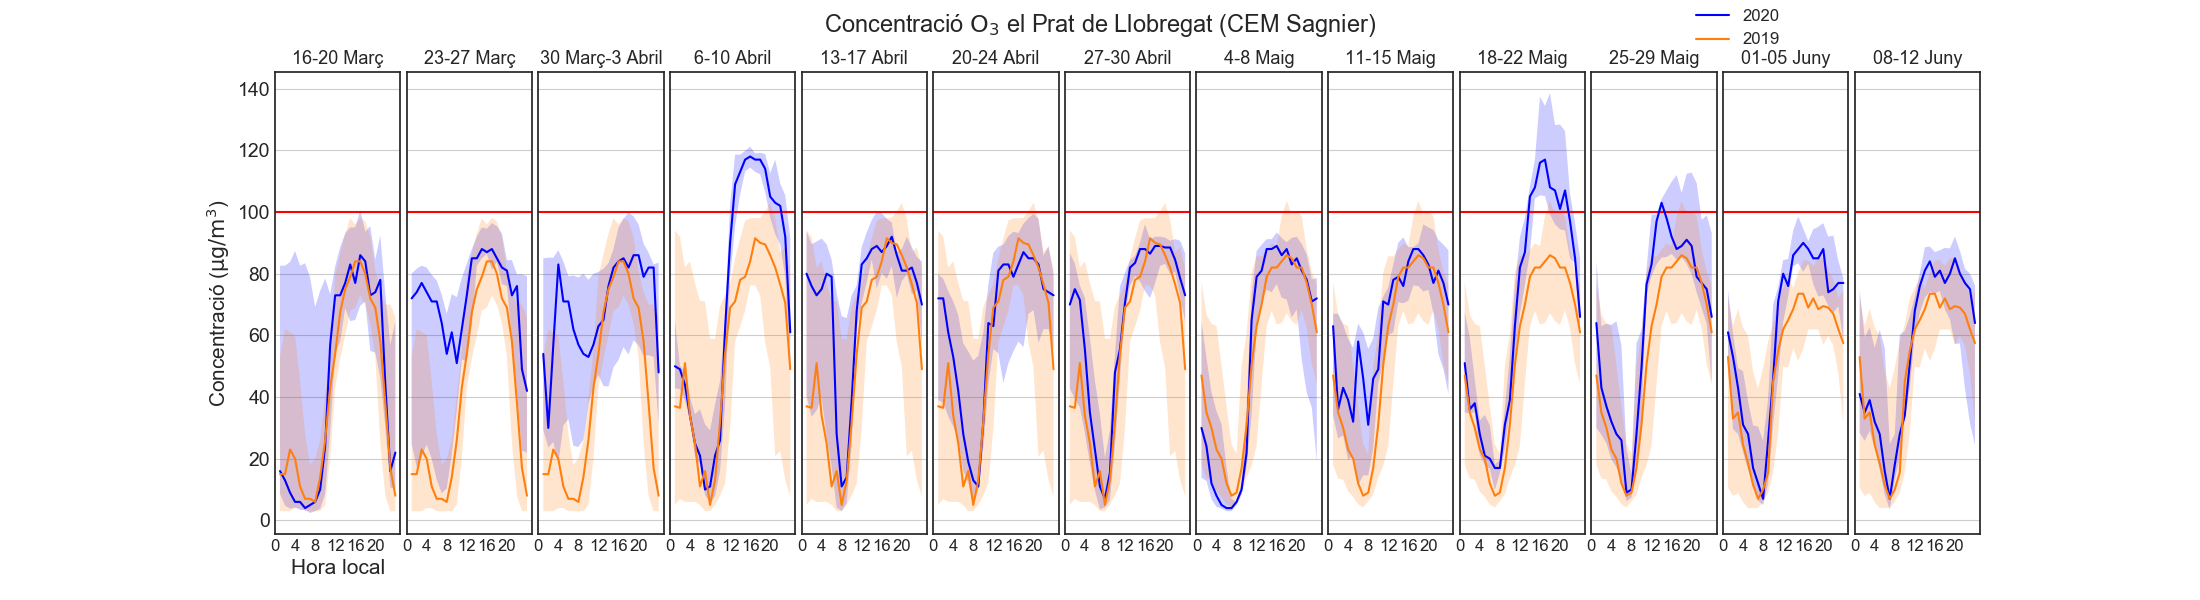 Concentració O₃ el Prat de Llobregat (CEM Sagnier)
2020
2019
16-20 Març 23-27 Març 30 Març-3 Abril 6-10 Abril 13-17 Abril 20-24 Abril 27-30 Abril 4-8 Maig 11-15 Maig 18-22 Maig 25-29 Maig 01-05 Juny 08-12 Juny
Concentració (µg/m³)
140
120
100
80
60
40
20
0
0 4 8 12 16 20 0 4 8 12 16 20 0 4 8 12 16 20 0 4 8 12 16 20 0 4 8 12 16 20 0 4 8 12 16 20 0 4 8 12 16 20 0 4 8 12 16 20 0 4 8 12 16 20 0 4 8 12 16 20 0 4 8 12 16 20 0 4 8 12 16 20 0 4 8 12 16 20
Hora local